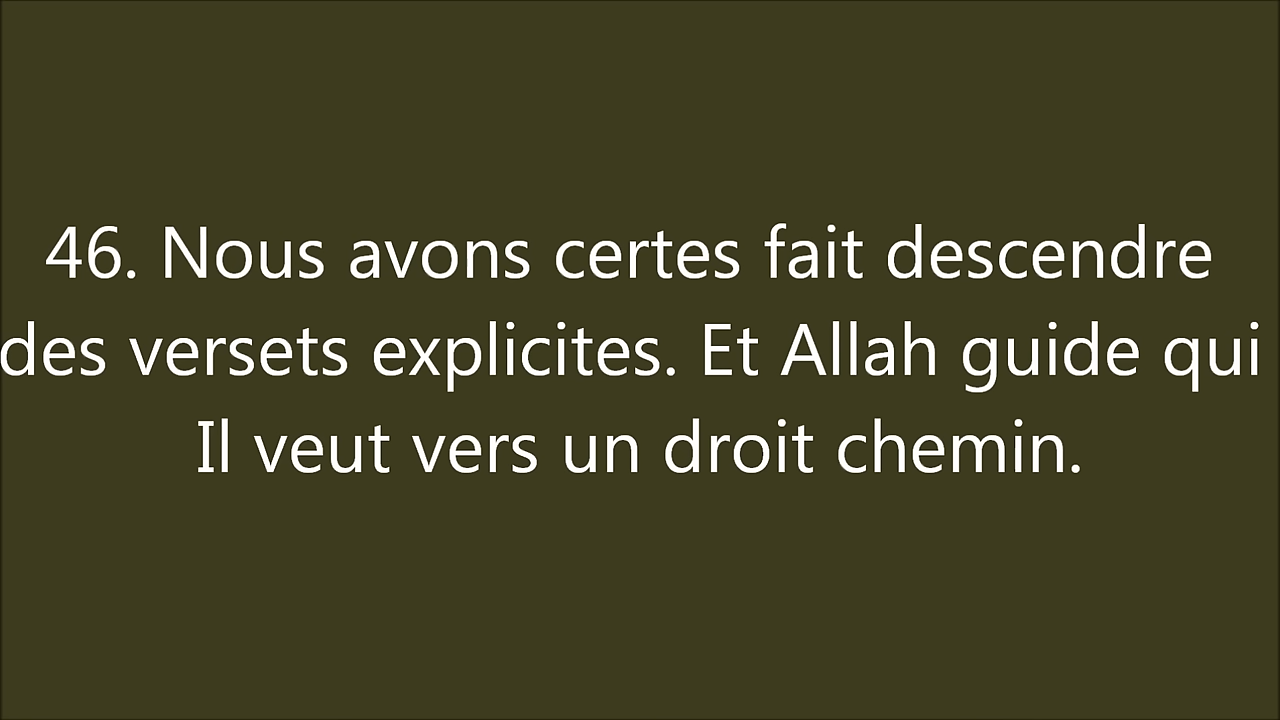 46. Nous avons certes fait descendre
des versets explicites. Et Allah guide qui
Il veut vers un droit chemin.